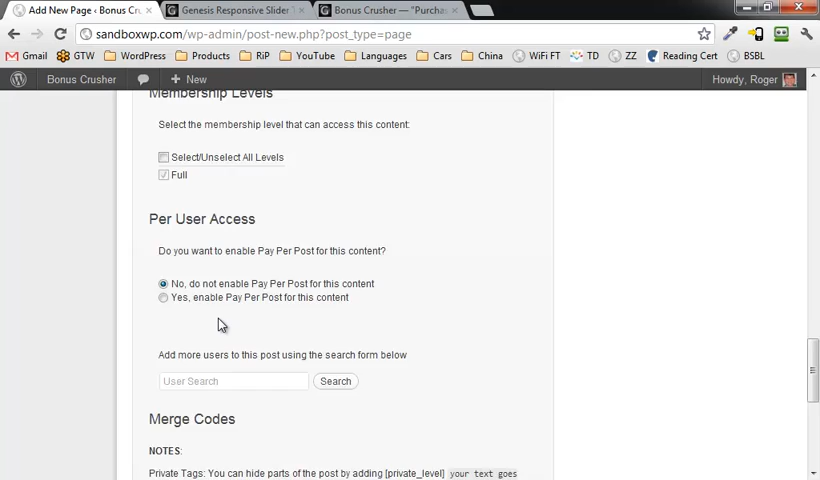 Add New Page ‹ Bonus Cru
Genesis Responsive Slider
Bonus Crusher — "Purcha
sandboxwp.com/wp-admin/post-new.php?post_type=page
Gmail GTW WordPress Products RiP YouTube Languages Cars China WiFi FT TD ZZ Reading Cert BSBL
Bonus Crusher New Howdy, Roger
Membership Levels
Select the membership level that can access this content:
Select/Unselect All Levels
Full
Per User Access
Do you want to enable Pay Per Post for this content?
No, do not enable Pay Per Post for this content
Yes, enable Pay Per Post for this content
Add more users to this post using the search form below
User Search Search
Merge Codes
NOTES:
Private Tags: You can hide parts of the post by adding [private_level] your text goes